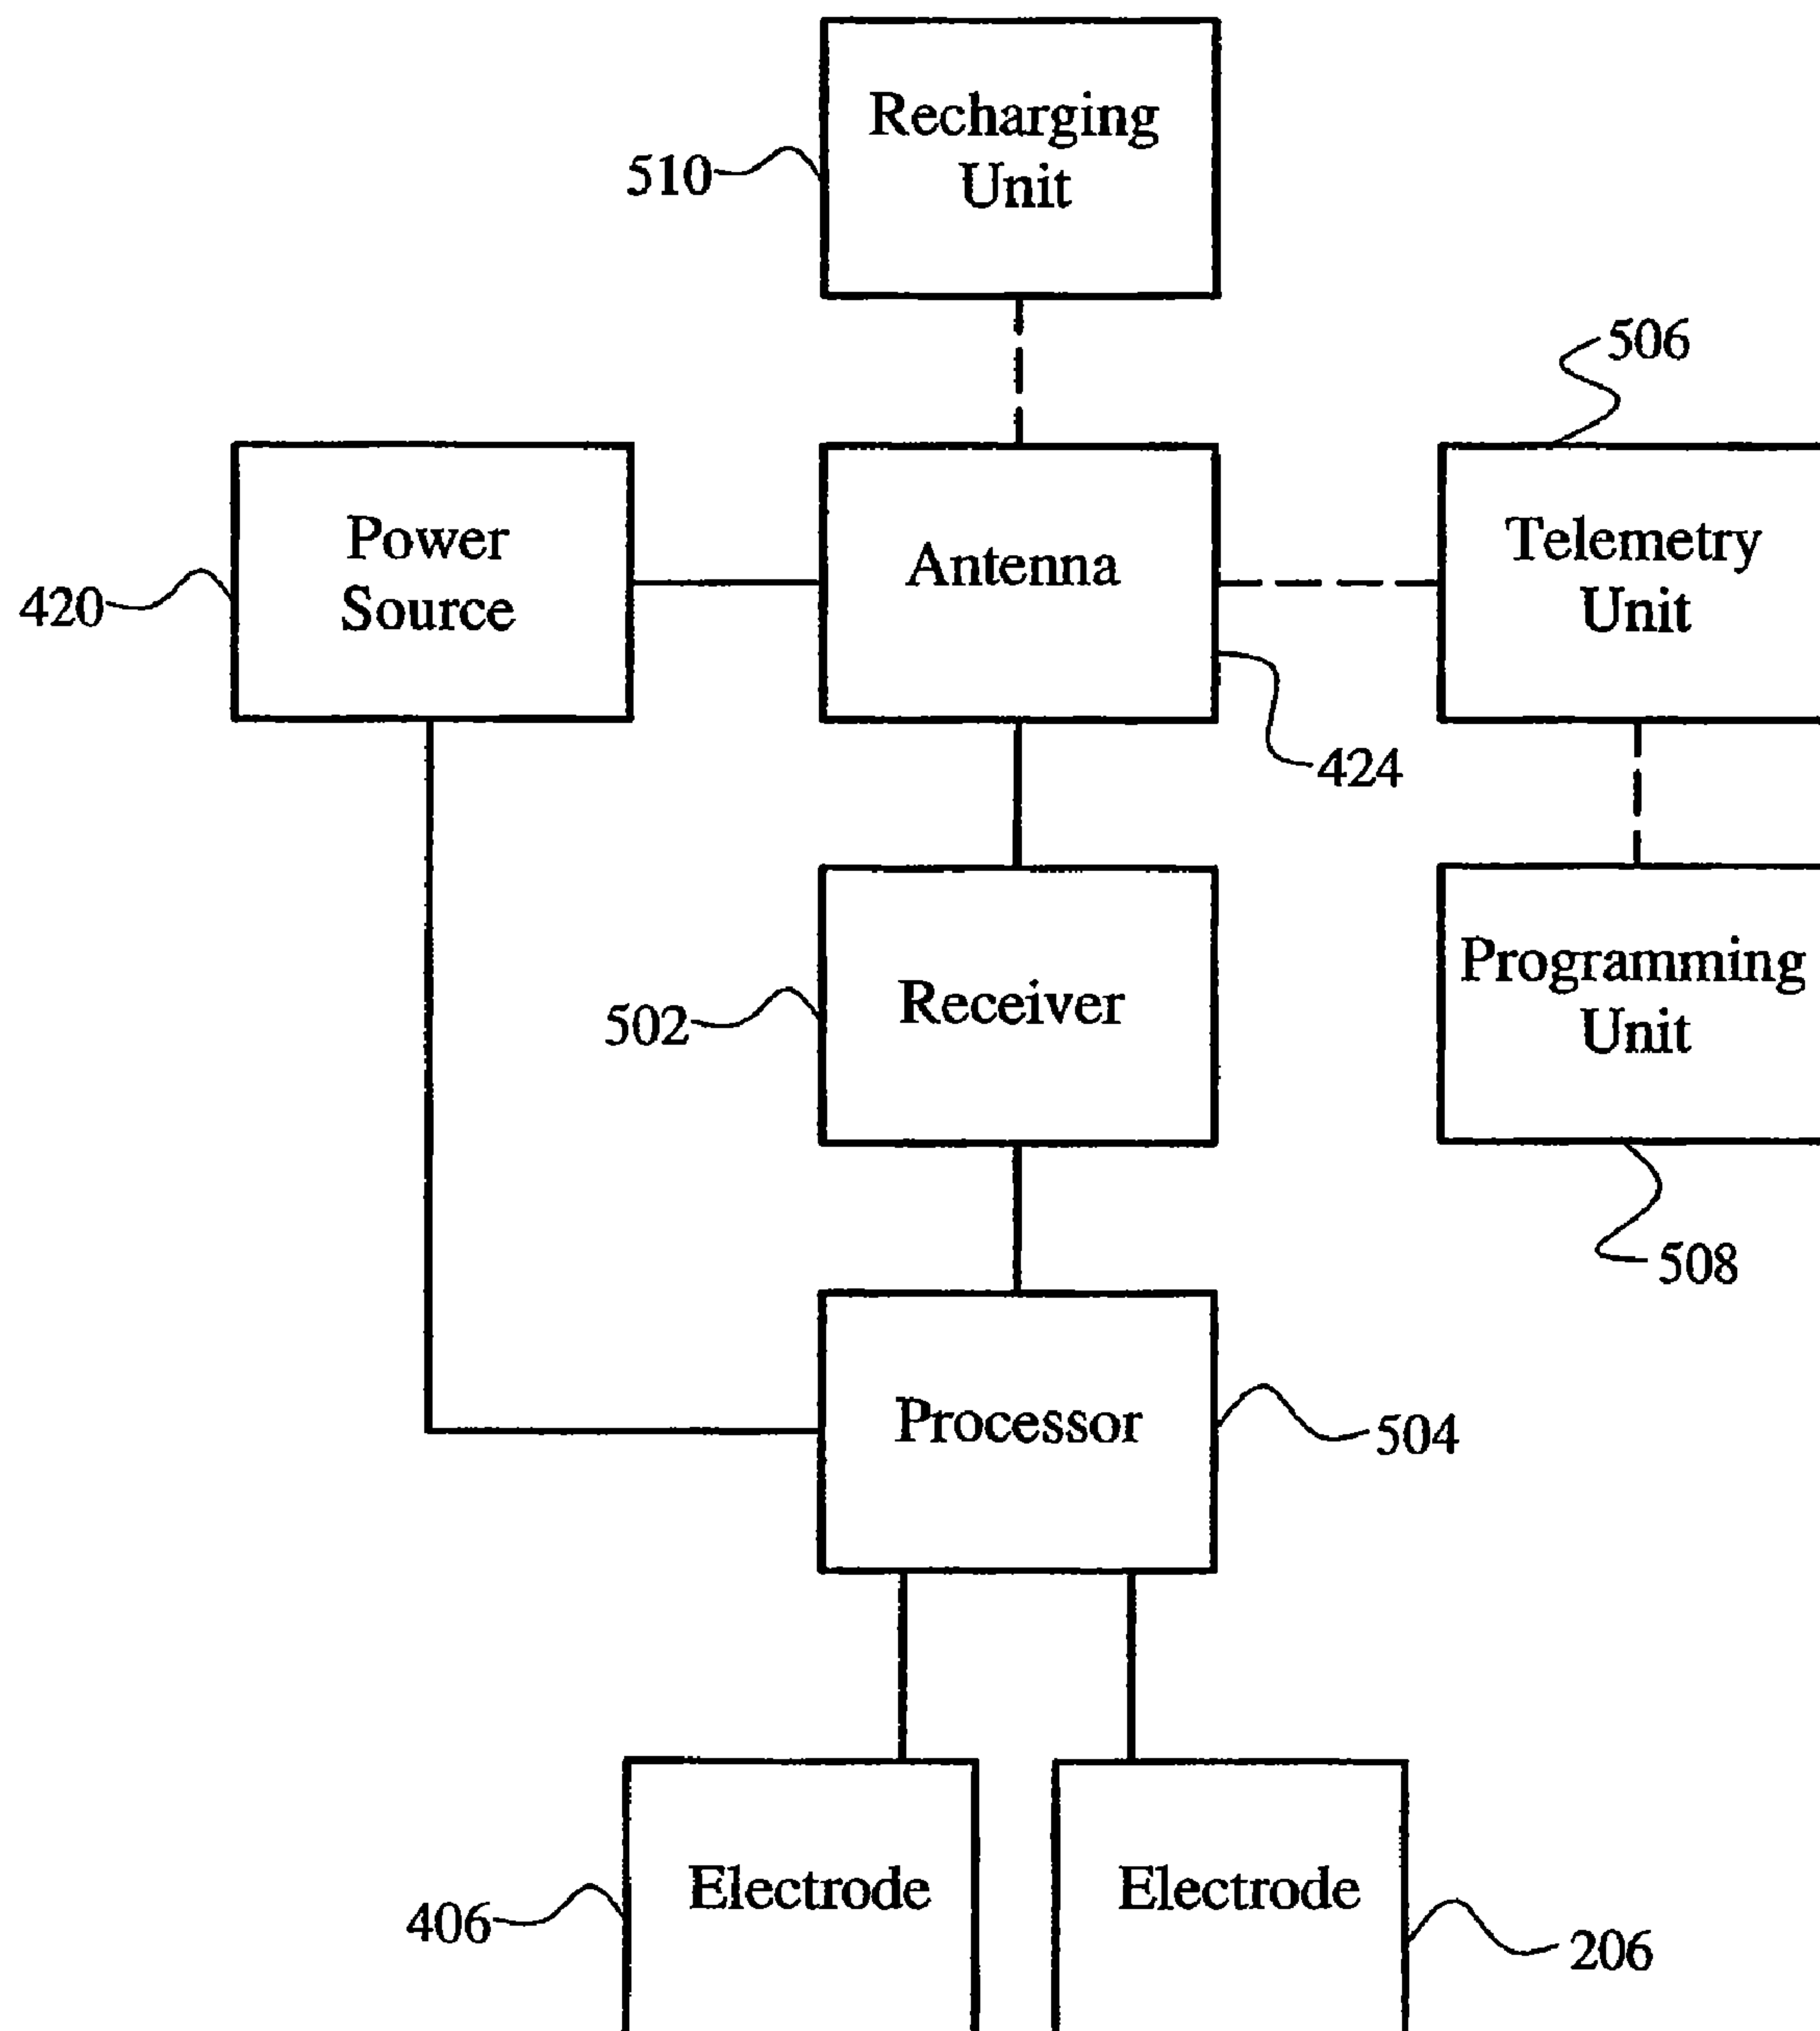 Recharging
Unit
510
506
Power
Source
420
Antenna
424
Telemetry
Unit
Receiver
502
Programming
Unit
508
Processor
504
Electrode
406
Electrode
206